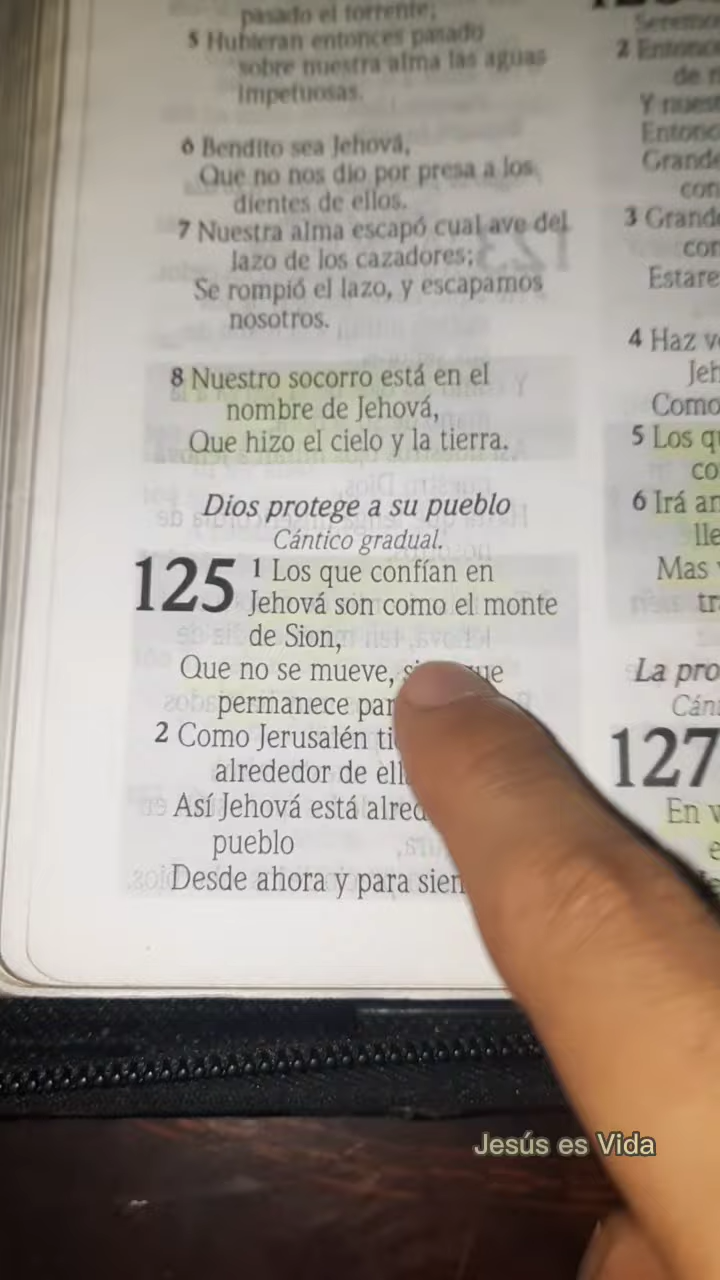 pasado el torrente;
5 Hubieran entonces pasado
sobre nuestra alma las aguas
impetuosas.
6 Bendito sea Jehová,
Que no nos dio por presa a los
dientes de ellos.
7 Nuestra alma escapó cual ave del
lazo de los cazadores;
Se rompió el lazo, y escapamos
nosotros.
8 Nuestro socorro está en el
nombre de Jehová,
Que hizo el cielo y la tierra.
Dios protege a su pueblo
Cántico gradual.
125 1 Los que confían en
Jehová son como el monte
de Sion,
Que no se mueve,
permanece
2 Como Jerusalén
alrededor de
Así Jehová está
pueblo
Desde ahora y para
2
de
Y
3
Estare
4 Haz
Como
5 Los
6 Irá
Mas
La
127
En
Jesús es Vida